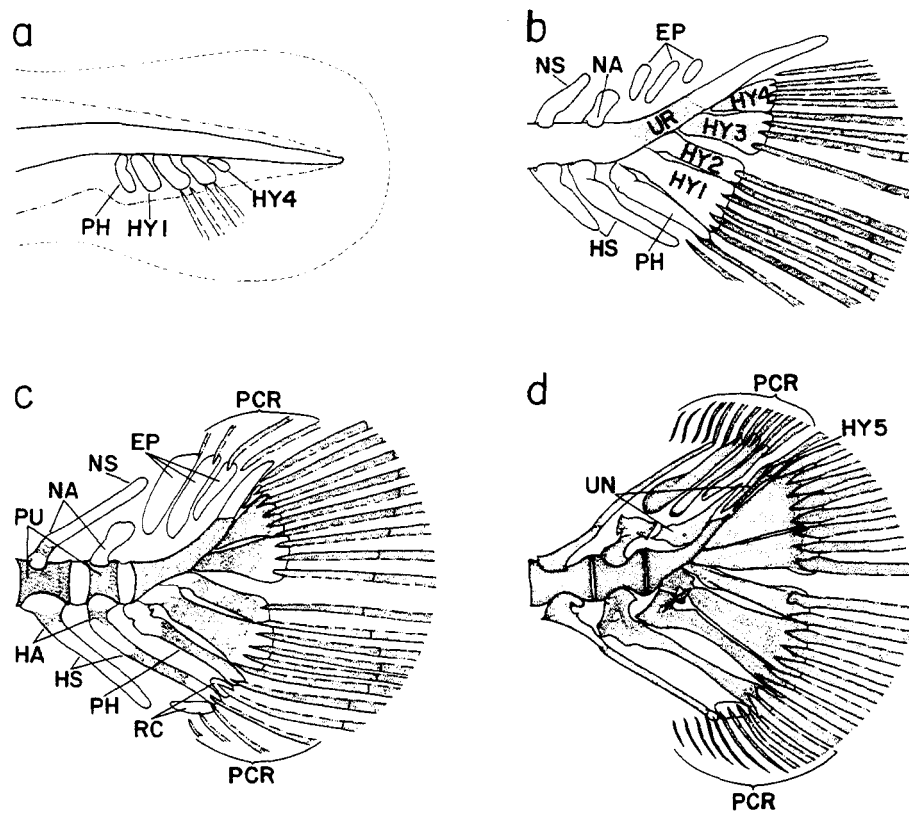 a
PH HY1 HY4
b
EP
NS NA
UR HY4
HY3
HY2
HY1
HS PH
c
PCR
EP
NS
NA
PU
HA
HS
PH
RC
PCR
d
PCR
HY5
UN
PCR